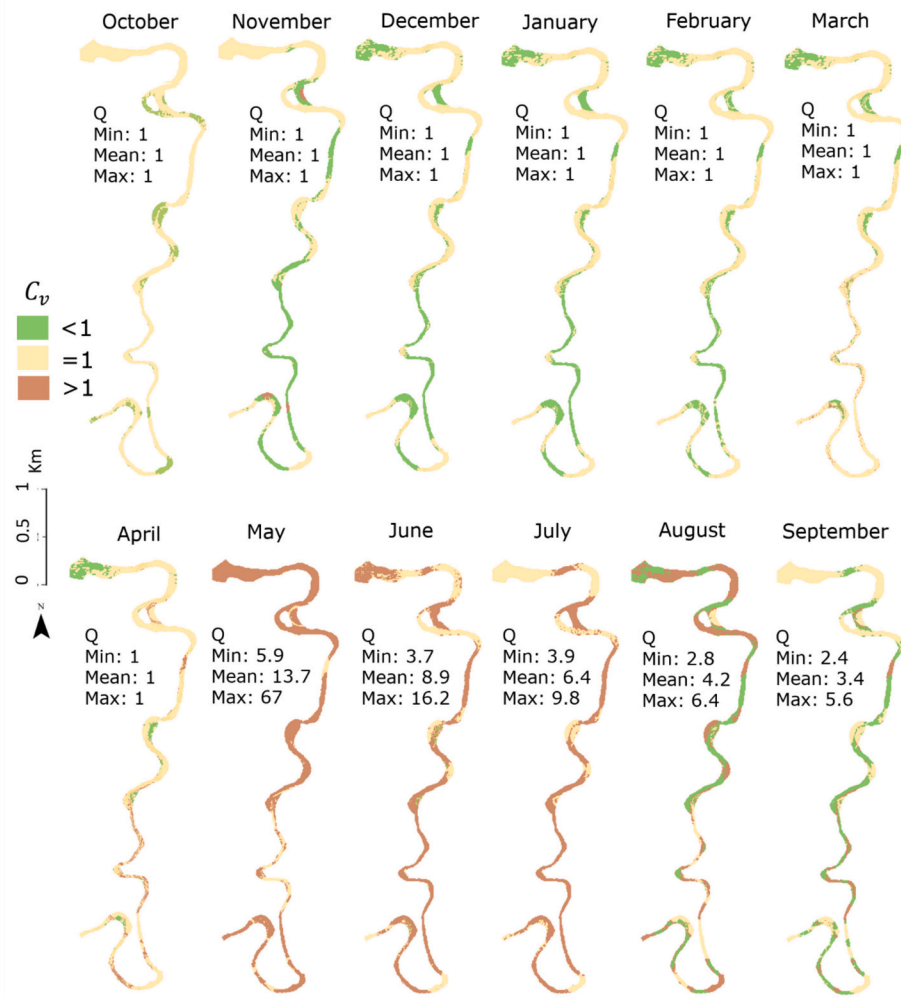 October November December January February March
Q Q Q Q Q Q
Min: 1 Min: 1 Min: 1 Min: 1 Min: 1 Min: 1
Mean: 1 Mean: 1 Mean: 1 Mean: 1 Mean: 1 Mean: 1
Max: 1 Max: 1 Max: 1 Max: 1 Max: 1 Max: 1
Cv
<1
=1
>1
Km
1
0.5
0
N
April May June July August September
Q Q Q Q Q Q
Min: 1 Min: 5.9 Min: 3.7 Min: 3.9 Min: 2.8 Min: 2.4
Mean: 1 Mean: 13.7 Mean: 8.9 Mean: 6.4 Mean: 4.2 Mean: 3.4
Max: 1 Max: 67 Max: 16.2 Max: 9.8 Max: 6.4 Max: 5.6